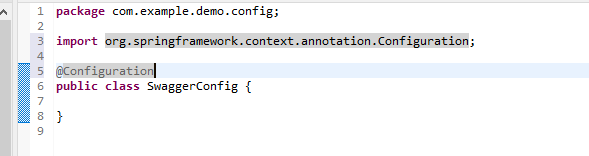 1 package com.example.demo.config;
2
3 import org.springframework.context.annotation.Configuration;
4
5 @Configuration
6 public class SwaggerConfig {
7
8 }
9